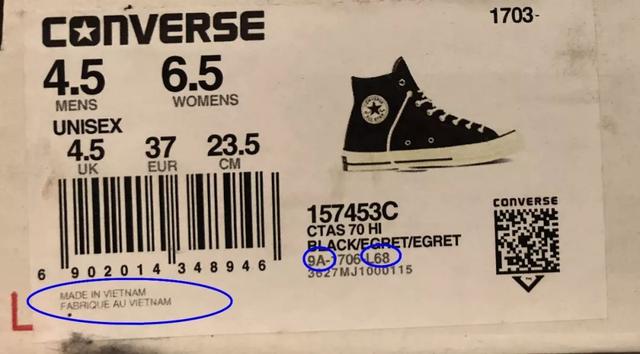 CONVERSE
1703-
4.5 6.5
MENS WOMENS
UNISEX
4.5 37 23.5
UK EUR CM
6 902014 348946
MADE IN VIETNAM
FABRIQUE AU VIETNAM
157453C
CTAS 70 HI
BLACK/EGRET/EGRET
9A-1706 L68
3627MJ1000115
CONVERSE
L